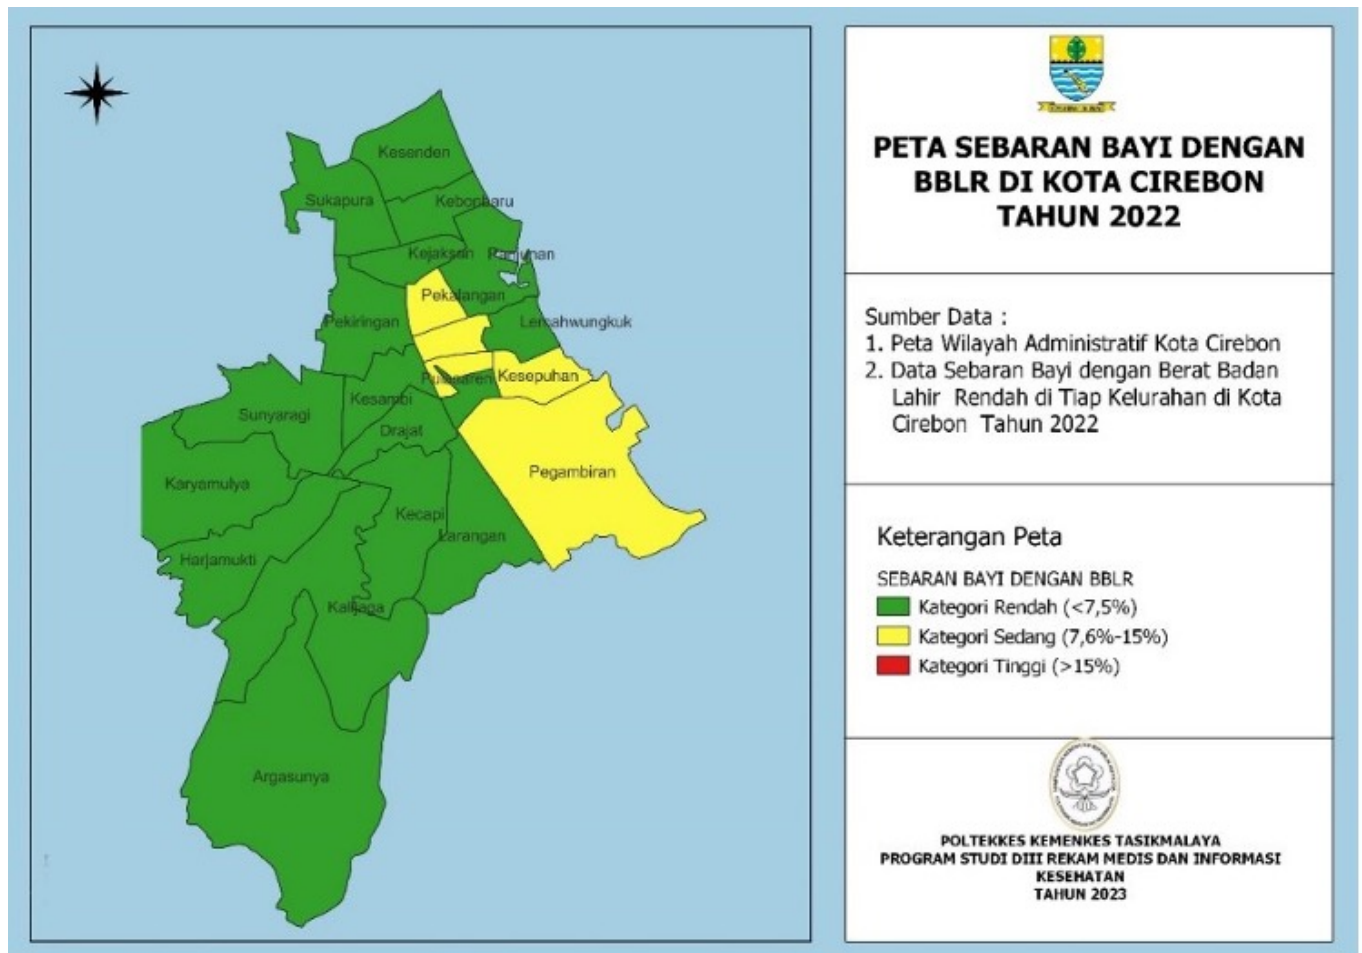 Kesenden
Sukapura
Kebonbaru
Kejaksan
Panjunan
Pekalangan
Pekiringan
Lemahwungkuk
Pulasaren
Kesepuhan
Kesambi
Sunyaragi
Drajat
Pegambiran
Karyamulya
Kecapi
Larangan
Harjamukti
Kalijaga
Argasunya
PETA SEBARAN BAYI DENGAN
BBLR DI KOTA CIREBON
TAHUN 2022
Sumber Data :
1. Peta Wilayah Administratif Kota Cirebon
2. Data Sebaran Bayi dengan Berat Badan
Lahir Rendah di Tiap Kelurahan di Kota
Cirebon Tahun 2022
Keterangan Peta
SEBARAN BAYI DENGAN BBLR
Kategori Rendah (<7,5%)
Kategori Sedang (7,6%-15%)
Kategori Tinggi (>15%)
POLTEKKES KEMENKES TASIKMALAYA
PROGRAM STUDI DIII REKAM MEDIS DAN INFORMASI
KESEHATAN
TAHUN 2023